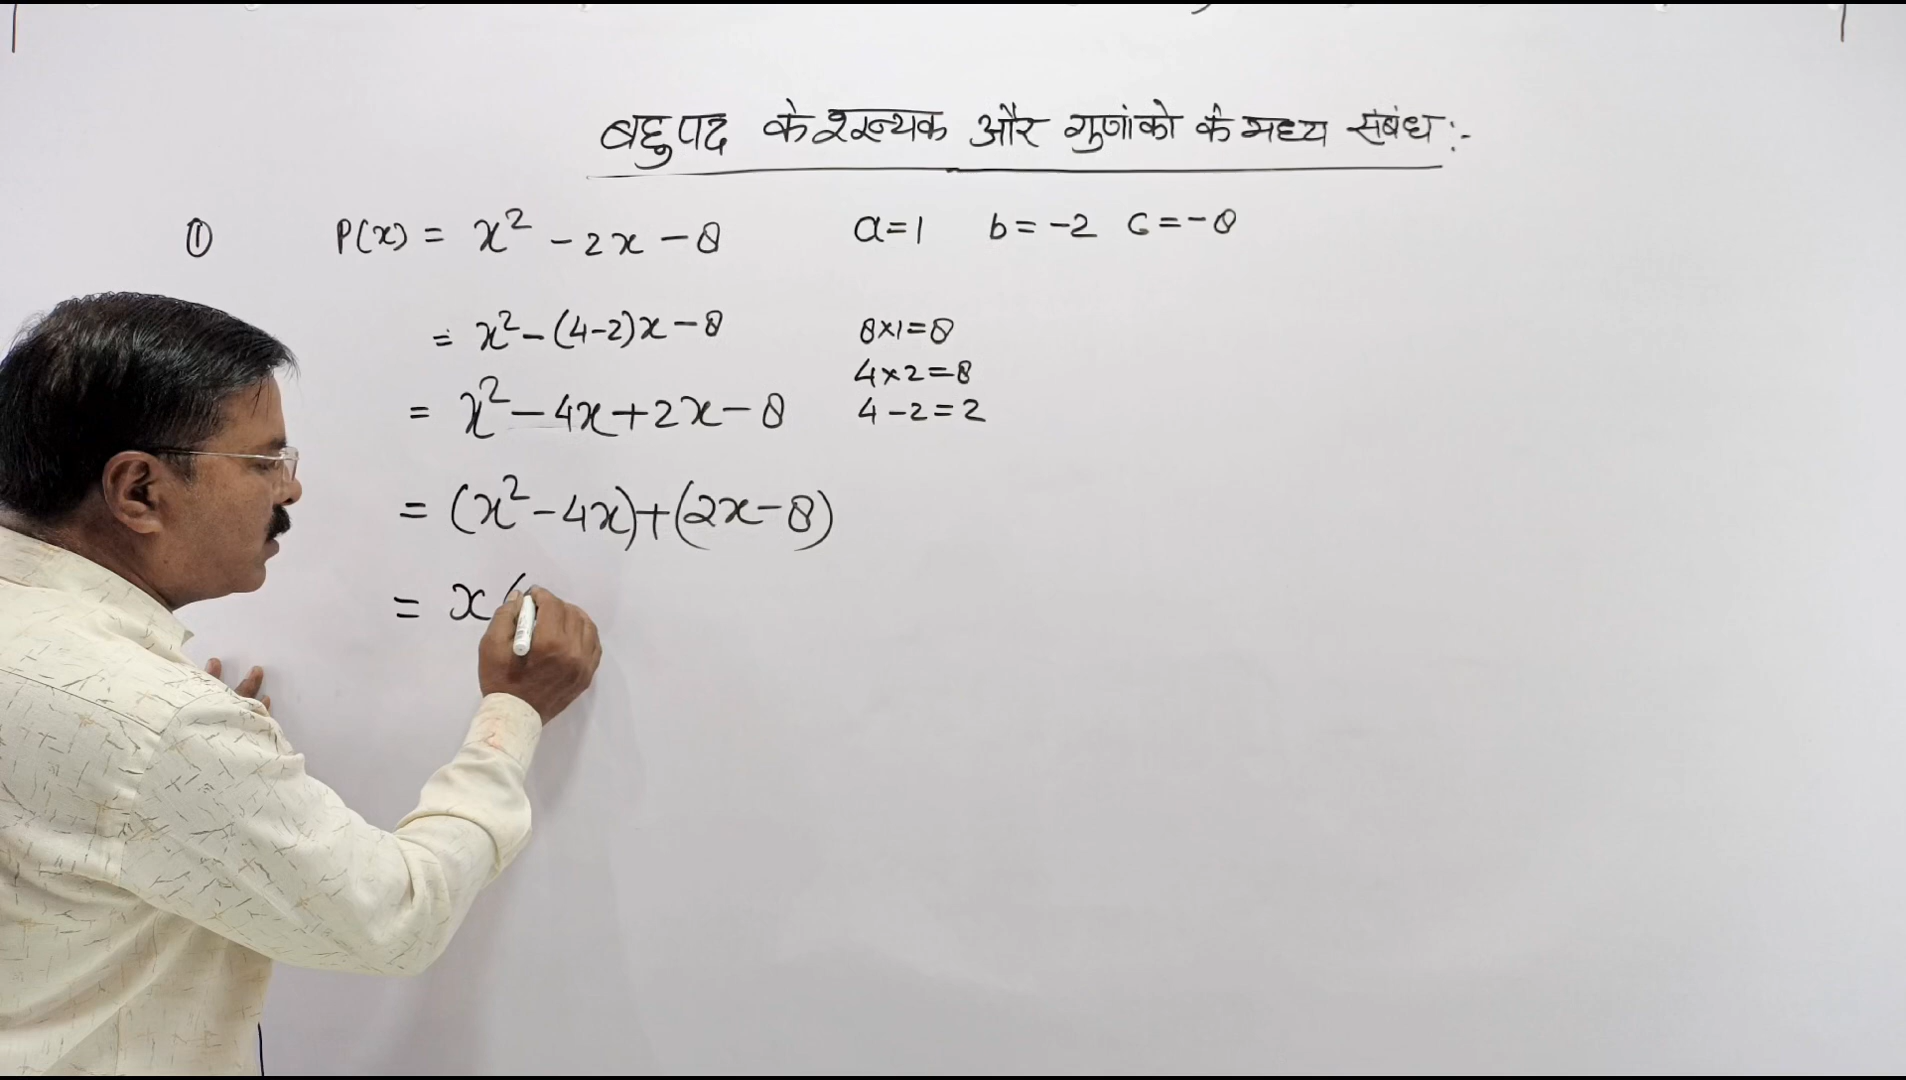 बहुपद के शून्यक और गुणांको के मध्य संबंध :-
① P(x) = x² - 2x - 8 a=1 b=-2 c=-8
= x² - (4-2)x - 8 8×1=8
4×2=8
= x² - 4x + 2x - 8 4-2=2
= (x² - 4x) + (2x - 8)
= x(